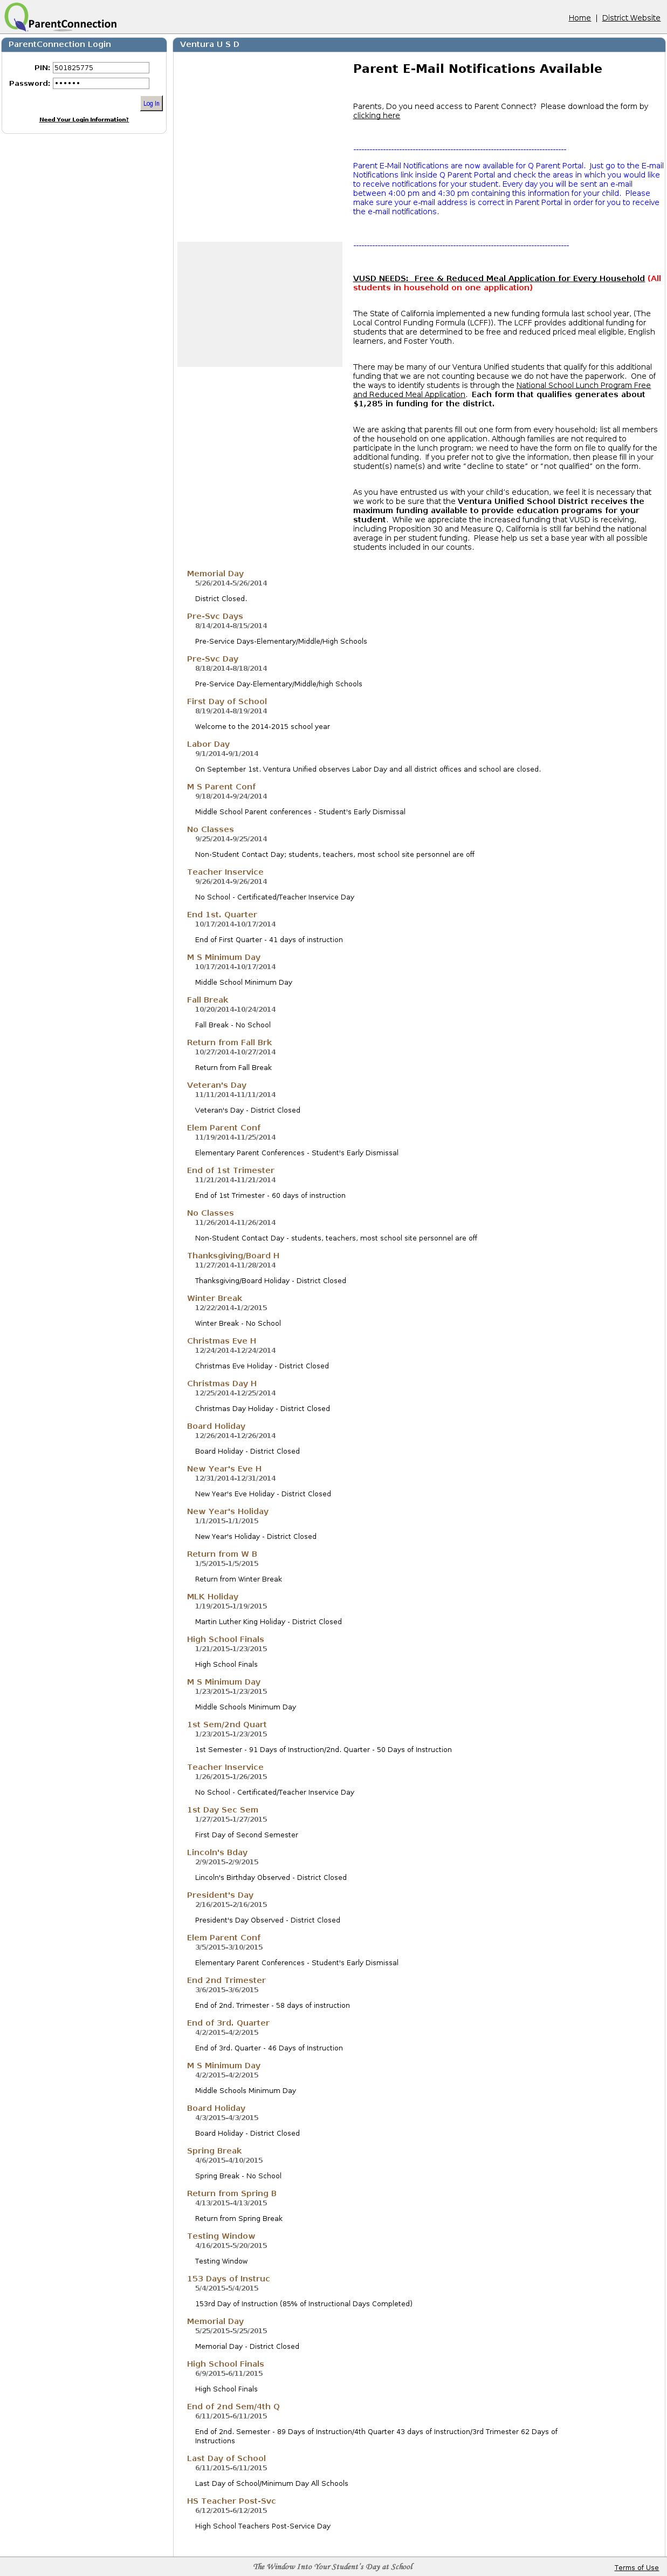 ParentConnection
Home | District Website
ParentConnection Login
PIN: 501825775
Password: ••••••
Log In
Need Your Login Information?
Ventura U S D
Parent E-Mail Notifications Available
Parents, Do you need access to Parent Connect?  Please download the form by
clicking here
--------------------------------------------------------------------------------
Parent E-Mail Notifications are now available for Q Parent Portal.  Just go to the E-mail
Notifications link inside Q Parent Portal and check the areas in which you would like
to receive notifications for your student. Every day you will be sent an e-mail
between 4:00 pm and 4:30 pm containing this information for your child.  Please
make sure your e-mail address is correct in Parent Portal in order for you to receive
the e-mail notifications.
---------------------------------------------------------------------------------
VUSD NEEDS:  Free & Reduced Meal Application for Every Household (All
students in household on one application)
The State of California implemented a new funding formula last school year, (The
Local Control Funding Formula (LCFF)). The LCFF provides additional funding for
students that are determined to be free and reduced priced meal eligible, English
learners, and Foster Youth.
There may be many of our Ventura Unified students that qualify for this additional
funding that we are not counting because we do not have the paperwork.  One of
the ways to identify students is through the National School Lunch Program Free
and Reduced Meal Application.  Each form that qualifies generates about
$1,285 in funding for the district.
We are asking that parents fill out one form from every household; list all members
of the household on one application. Although families are not required to
participate in the lunch program; we need to have the form on file to qualify for the
additional funding.  If you prefer not to give the information, then please fill in your
student(s) name(s) and write “decline to state” or “not qualified” on the form.
As you have entrusted us with your child's education, we feel it is necessary that
we work to be sure that the Ventura Unified School District receives the
maximum funding available to provide education programs for your
student.  While we appreciate the increased funding that VUSD is receiving,
including Proposition 30 and Measure Q, California is still far behind the national
average in per student funding.  Please help us set a base year with all possible
students included in our counts.
Memorial Day
5/26/2014-5/26/2014
District Closed.
Pre-Svc Days
8/14/2014-8/15/2014
Pre-Service Days-Elementary/Middle/High Schools
Pre-Svc Day
8/18/2014-8/18/2014
Pre-Service Day-Elementary/Middle/high Schools
First Day of School
8/19/2014-8/19/2014
Welcome to the 2014-2015 school year
Labor Day
9/1/2014-9/1/2014
On September 1st. Ventura Unified observes Labor Day and all district offices and school are closed.
M S Parent Conf
9/18/2014-9/24/2014
Middle School Parent conferences - Student's Early Dismissal
No Classes
9/25/2014-9/25/2014
Non-Student Contact Day; students, teachers, most school site personnel are off
Teacher Inservice
9/26/2014-9/26/2014
No School - Certificated/Teacher Inservice Day
End 1st. Quarter
10/17/2014-10/17/2014
End of First Quarter - 41 days of instruction
M S Minimum Day
10/17/2014-10/17/2014
Middle School Minimum Day
Fall Break
10/20/2014-10/24/2014
Fall Break - No School
Return from Fall Brk
10/27/2014-10/27/2014
Return from Fall Break
Veteran's Day
11/11/2014-11/11/2014
Veteran's Day - District Closed
Elem Parent Conf
11/19/2014-11/25/2014
Elementary Parent Conferences - Student's Early Dismissal
End of 1st Trimester
11/21/2014-11/21/2014
End of 1st Trimester - 60 days of instruction
No Classes
11/26/2014-11/26/2014
Non-Student Contact Day - students, teachers, most school site personnel are off
Thanksgiving/Board H
11/27/2014-11/28/2014
Thanksgiving/Board Holiday - District Closed
Winter Break
12/22/2014-1/2/2015
Winter Break - No School
Christmas Eve H
12/24/2014-12/24/2014
Christmas Eve Holiday - District Closed
Christmas Day H
12/25/2014-12/25/2014
Christmas Day Holiday - District Closed
Board Holiday
12/26/2014-12/26/2014
Board Holiday - District Closed
New Year's Eve H
12/31/2014-12/31/2014
New Year's Eve Holiday - District Closed
New Year's Holiday
1/1/2015-1/1/2015
New Year's Holiday - District Closed
Return from W B
1/5/2015-1/5/2015
Return from Winter Break
MLK Holiday
1/19/2015-1/19/2015
Martin Luther King Holiday - District Closed
High School Finals
1/21/2015-1/23/2015
High School Finals
M S Minimum Day
1/23/2015-1/23/2015
Middle Schools Minimum Day
1st Sem/2nd Quart
1/23/2015-1/23/2015
1st Semester - 91 Days of Instruction/2nd. Quarter - 50 Days of Instruction
Teacher Inservice
1/26/2015-1/26/2015
No School - Certificated/Teacher Inservice Day
1st Day Sec Sem
1/27/2015-1/27/2015
First Day of Second Semester
Lincoln's Bday
2/9/2015-2/9/2015
Lincoln's Birthday Observed - District Closed
President's Day
2/16/2015-2/16/2015
President's Day Observed - District Closed
Elem Parent Conf
3/5/2015-3/10/2015
Elementary Parent Conferences - Student's Early Dismissal
End 2nd Trimester
3/6/2015-3/6/2015
End of 2nd. Trimester - 58 days of instruction
End of 3rd. Quarter
4/2/2015-4/2/2015
End of 3rd. Quarter - 46 Days of Instruction
M S Minimum Day
4/2/2015-4/2/2015
Middle Schools Minimum Day
Board Holiday
4/3/2015-4/3/2015
Board Holiday - District Closed
Spring Break
4/6/2015-4/10/2015
Spring Break - No School
Return from Spring B
4/13/2015-4/13/2015
Return from Spring Break
Testing Window
4/16/2015-5/20/2015
Testing Window
153 Days of Instruc
5/4/2015-5/4/2015
153rd Day of Instruction (85% of Instructional Days Completed)
Memorial Day
5/25/2015-5/25/2015
Memorial Day - District Closed
High School Finals
6/9/2015-6/11/2015
High School Finals
End of 2nd Sem/4th Q
6/11/2015-6/11/2015
End of 2nd. Semester - 89 Days of Instruction/4th Quarter 43 days of Instruction/3rd Trimester 62 Days of
Instructions
Last Day of School
6/11/2015-6/11/2015
Last Day of School/Minimum Day All Schools
HS Teacher Post-Svc
6/12/2015-6/12/2015
High School Teachers Post-Service Day
The Window Into Your Student's Day at School
Terms of Use